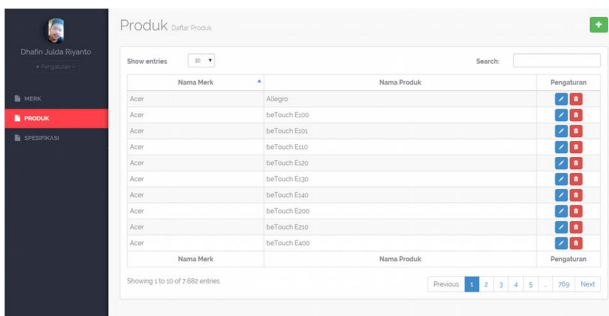 Produk Daftar Produk
Dhafin Julda Riyanto
Pengaturan
MERK
PRODUK
SPESIFIKASI
Show entries 10 Search:
Nama Merk Nama Produk Pengaturan
Acer Allegro
Acer beTouch E100
Acer beTouch E101
Acer beTouch E110
Acer beTouch E120
Acer beTouch E130
Acer beTouch E140
Acer beTouch E200
Acer beTouch E210
Acer beTouch E400
Nama Merk Nama Produk Pengaturan
Showing 1 to 10 of 7,682 entries
Previous 1 2 3 4 5 … 769 Next